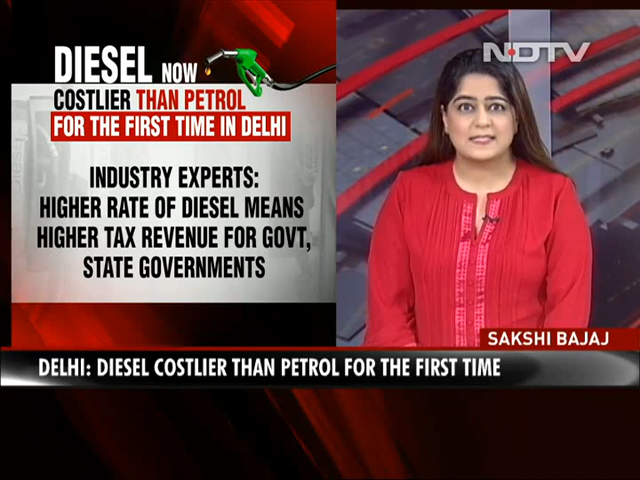 DIESEL NOW
COSTLIER THAN PETROL
FOR THE FIRST TIME IN DELHI
INDUSTRY EXPERTS:
HIGHER RATE OF DIESEL MEANS
HIGHER TAX REVENUE FOR GOVT,
STATE GOVERNMENTS
NDTV
SAKSHI BAJAJ
DELHI: DIESEL COSTLIER THAN PETROL FOR THE FIRST TIME